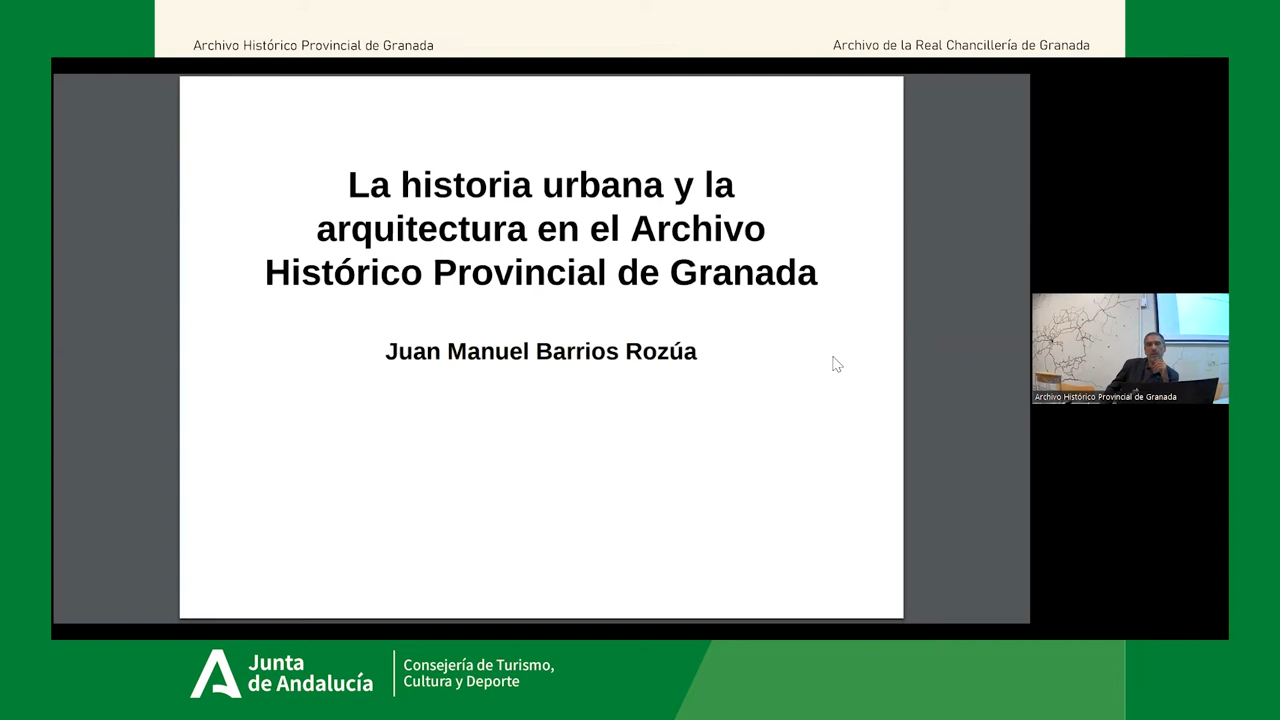 Archivo Histórico Provincial de Granada
Archivo de la Real Chancillería de Granada
La historia urbana y la
arquitectura en el Archivo
Histórico Provincial de Granada
Juan Manuel Barrios Rozúa
Archivo Histórico Provincial de Granada
Junta
de Andalucía
Consejería de Turismo,
Cultura y Deporte